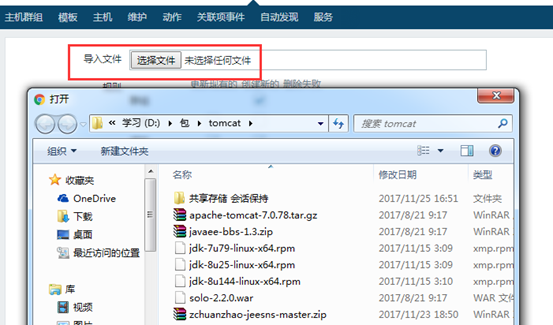 主机群组 模板 主机 维护 动作 关联项事件 自动发现 服务
导入文件 选择文件 未选择任何文件
规则 更新现有的 创建新的 删除失败
打开
« 学习 (D:) 包 tomcat 搜索 tomcat
组织 新建文件夹
名称 修改日期 类型
收藏夹
OneDrive
下载
桌面
最近访问的位置
库
视频
图片
共享存储 会话保持 2017/11/25 16:51 文件夹
apache-tomcat-7.0.78.tar.gz 2017/8/21 9:17 WinRAR
javaee-bbs-1.3.zip 2017/8/21 9:17 WinRAR
jdk-7u79-linux-x64.rpm 2017/11/15 3:09 xmp.rpm
jdk-8u25-linux-x64.rpm 2017/11/15 3:09 xmp.rpm
jdk-8u144-linux-x64.rpm 2017/11/15 3:14 xmp.rpm
solo-2.2.0.war 2017/8/21 9:17 WAR 文件
zchuanzhao-jeesns-master.zip 2017/11/23 18:50 WinRAR